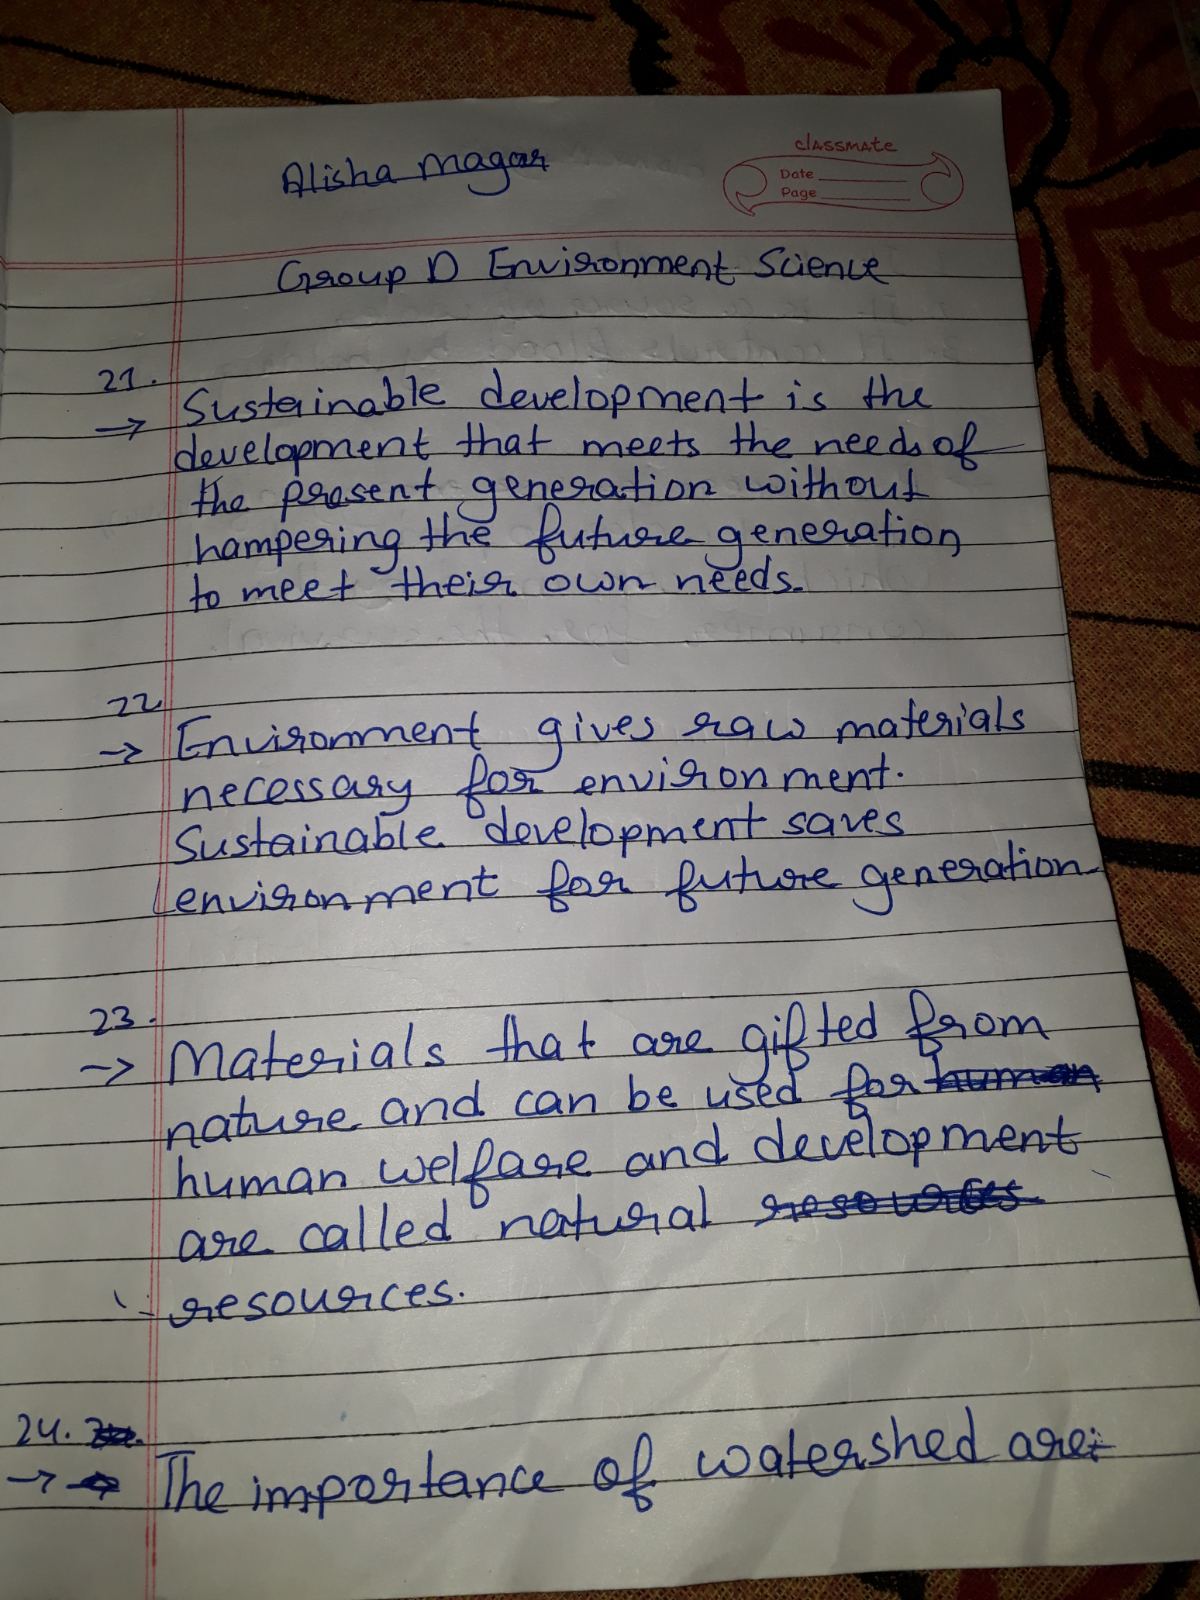 Alisha Magar
classmate
Date
Page
Group D Environment Science
21.
→ Sustainable development is the
development that meets the needs of
the present generation without
hampering the future generation
to meet their own needs.
22
→ Environment gives raw materials
necessary for environment.
Sustainable development saves
environment for future generation
23.
→ Materials that are gifted from
nature and can be used for human
human welfare and development
are called natural resources
resources.
24.
→ The importance of watershed are: